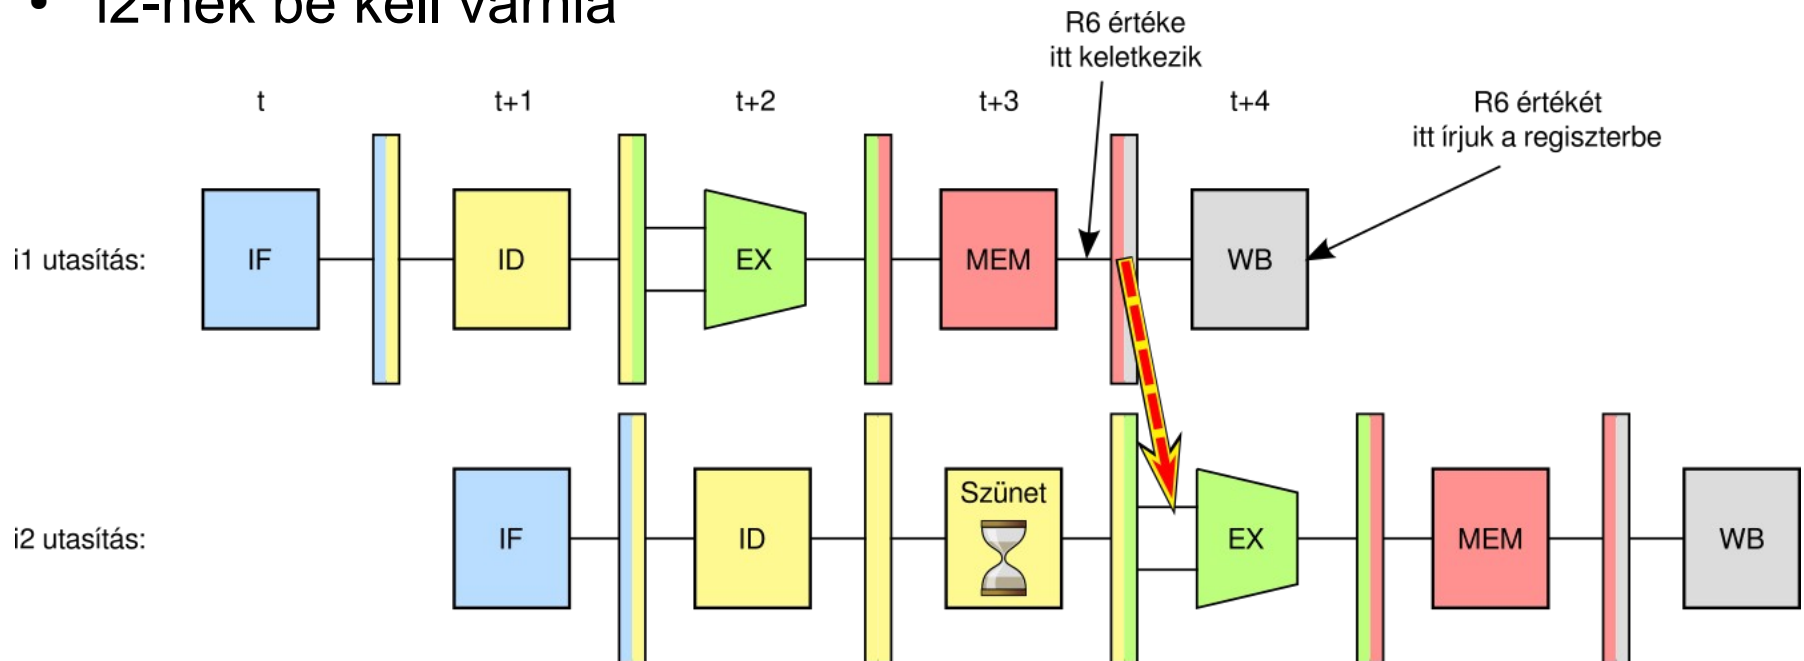 • i2-nek be kell várnia
R6 értéke
itt keletkezik
t t+1 t+2 t+3 t+4
R6 értékét
itt írjuk a regiszterbe
i1 utasítás: IF ID EX MEM WB
Szünet
i2 utasítás: IF ID EX MEM WB